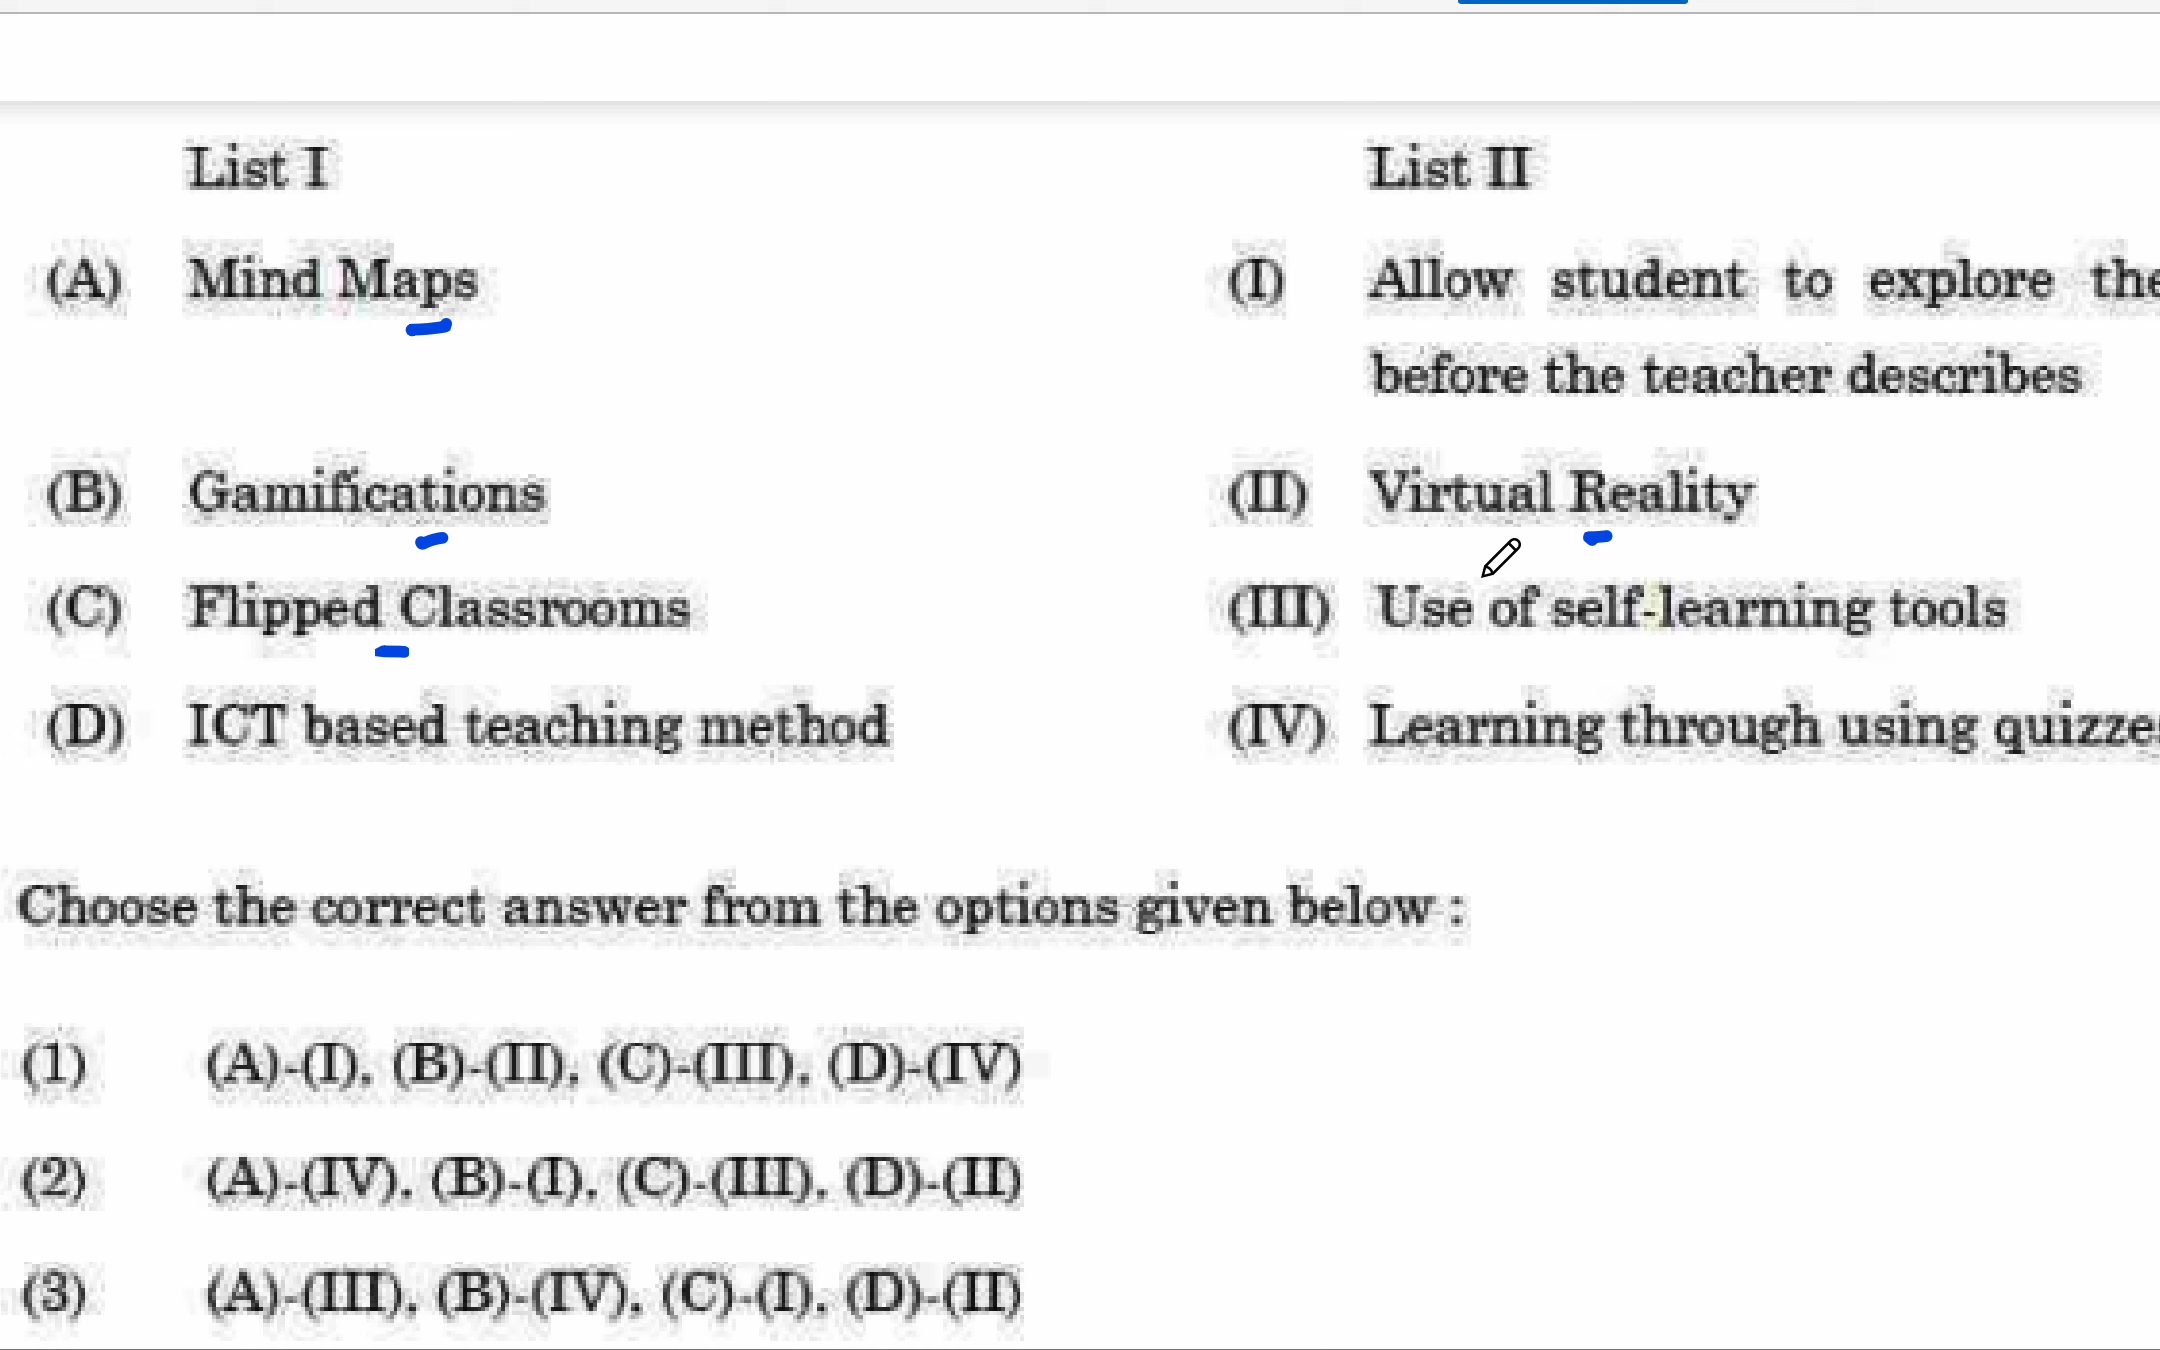 List I List II
(A) Mind Maps (I) Allow student to explore the
before the teacher describes
(B) Gamifications (II) Virtual Reality
(C) Flipped Classrooms (III) Use of self-learning tools
(D) ICT based teaching method (IV) Learning through using quizzes
Choose the correct answer from the options given below :
(1) (A)-(I), (B)-(II), (C)-(III), (D)-(IV)
(2) (A)-(IV), (B)-(I), (C)-(III), (D)-(II)
(3) (A)-(III), (B)-(IV), (C)-(I), (D)-(II)